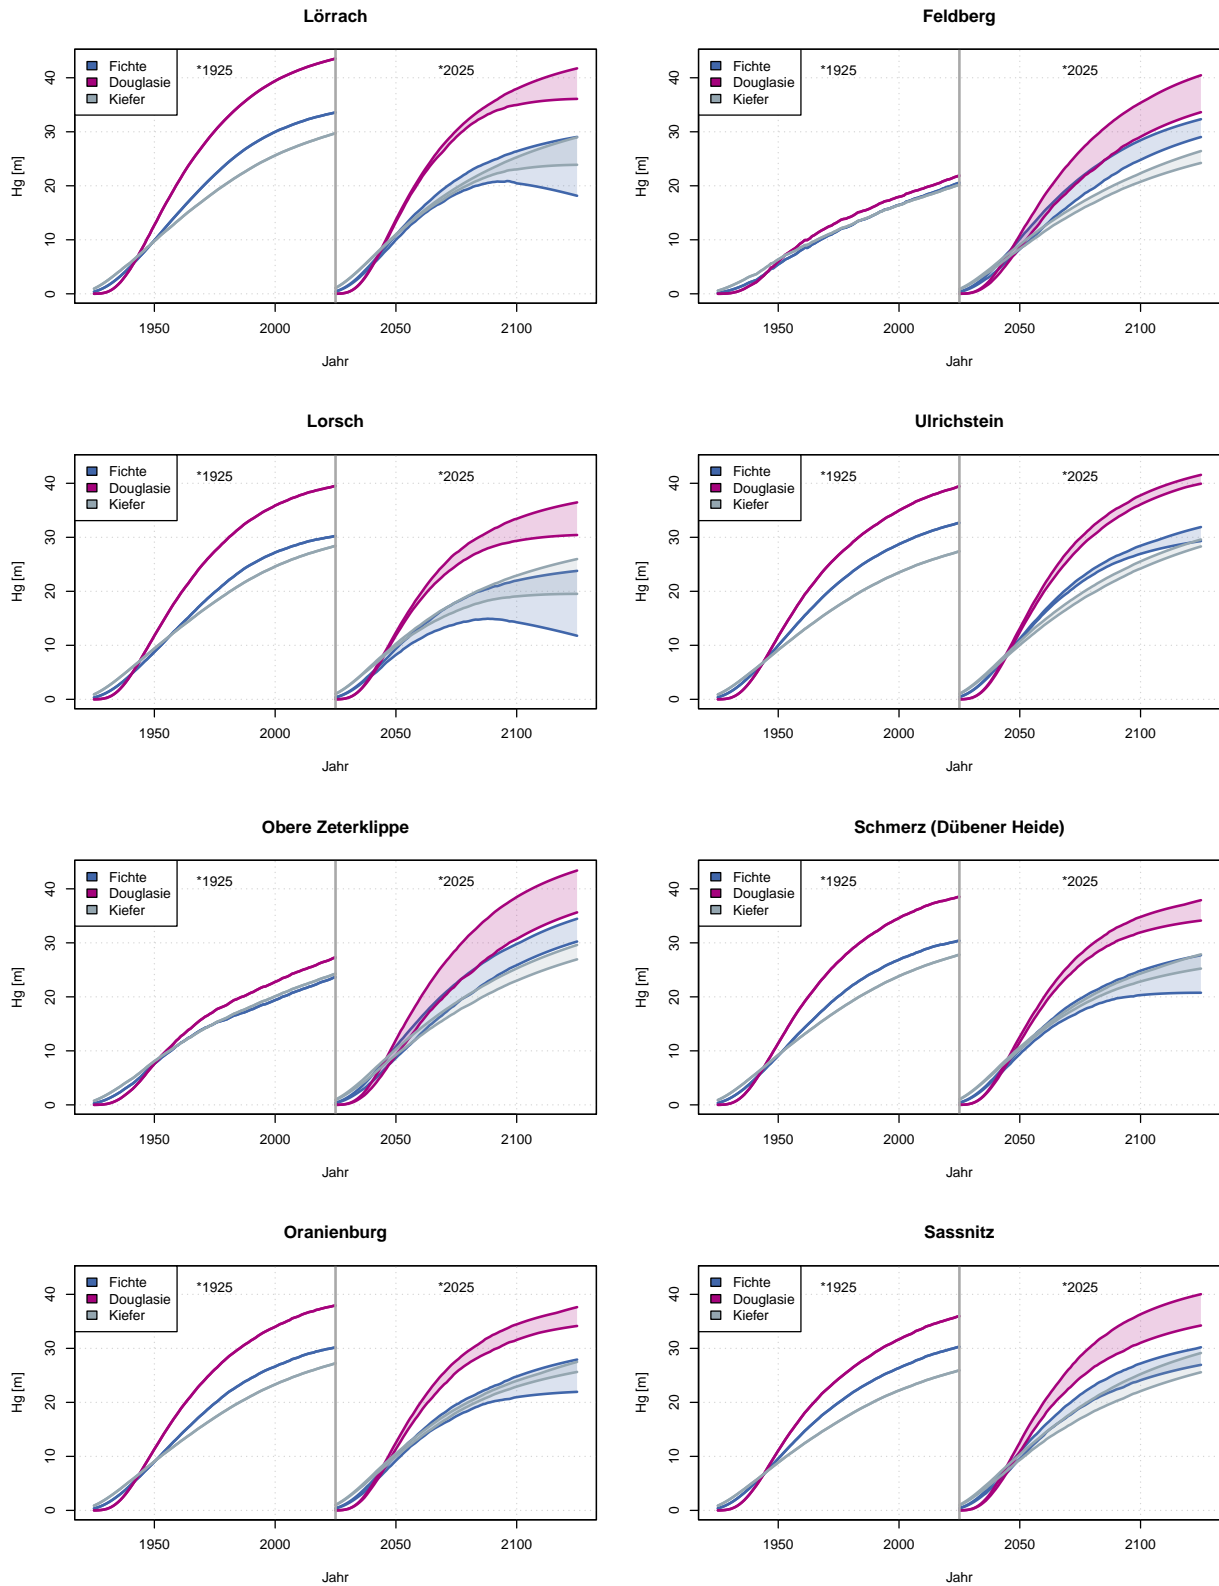 Lörrach
Fichte
Douglasie
Kiefer
*1925
*2025
Hg [m]
0
10
20
30
40
1950
2000
2050
2100
Jahr
Feldberg
Fichte
Douglasie
Kiefer
*1925
*2025
Hg [m]
0
10
20
30
40
1950
2000
2050
2100
Jahr
Lorsch
Fichte
Douglasie
Kiefer
*1925
*2025
Hg [m]
0
10
20
30
40
1950
2000
2050
2100
Jahr
Ulrichstein
Fichte
Douglasie
Kiefer
*1925
*2025
Hg [m]
0
10
20
30
40
1950
2000
2050
2100
Jahr
Obere Zeterklippe
Fichte
Douglasie
Kiefer
*1925
*2025
Hg [m]
0
10
20
30
40
1950
2000
2050
2100
Jahr
Schmerz (Dübener Heide)
Fichte
Douglasie
Kiefer
*1925
*2025
Hg [m]
0
10
20
30
40
1950
2000
2050
2100
Jahr
Oranienburg
Fichte
Douglasie
Kiefer
*1925
*2025
Hg [m]
0
10
20
30
40
1950
2000
2050
2100
Jahr
Sassnitz
Fichte
Douglasie
Kiefer
*1925
*2025
Hg [m]
0
10
20
30
40
1950
2000
2050
2100
Jahr